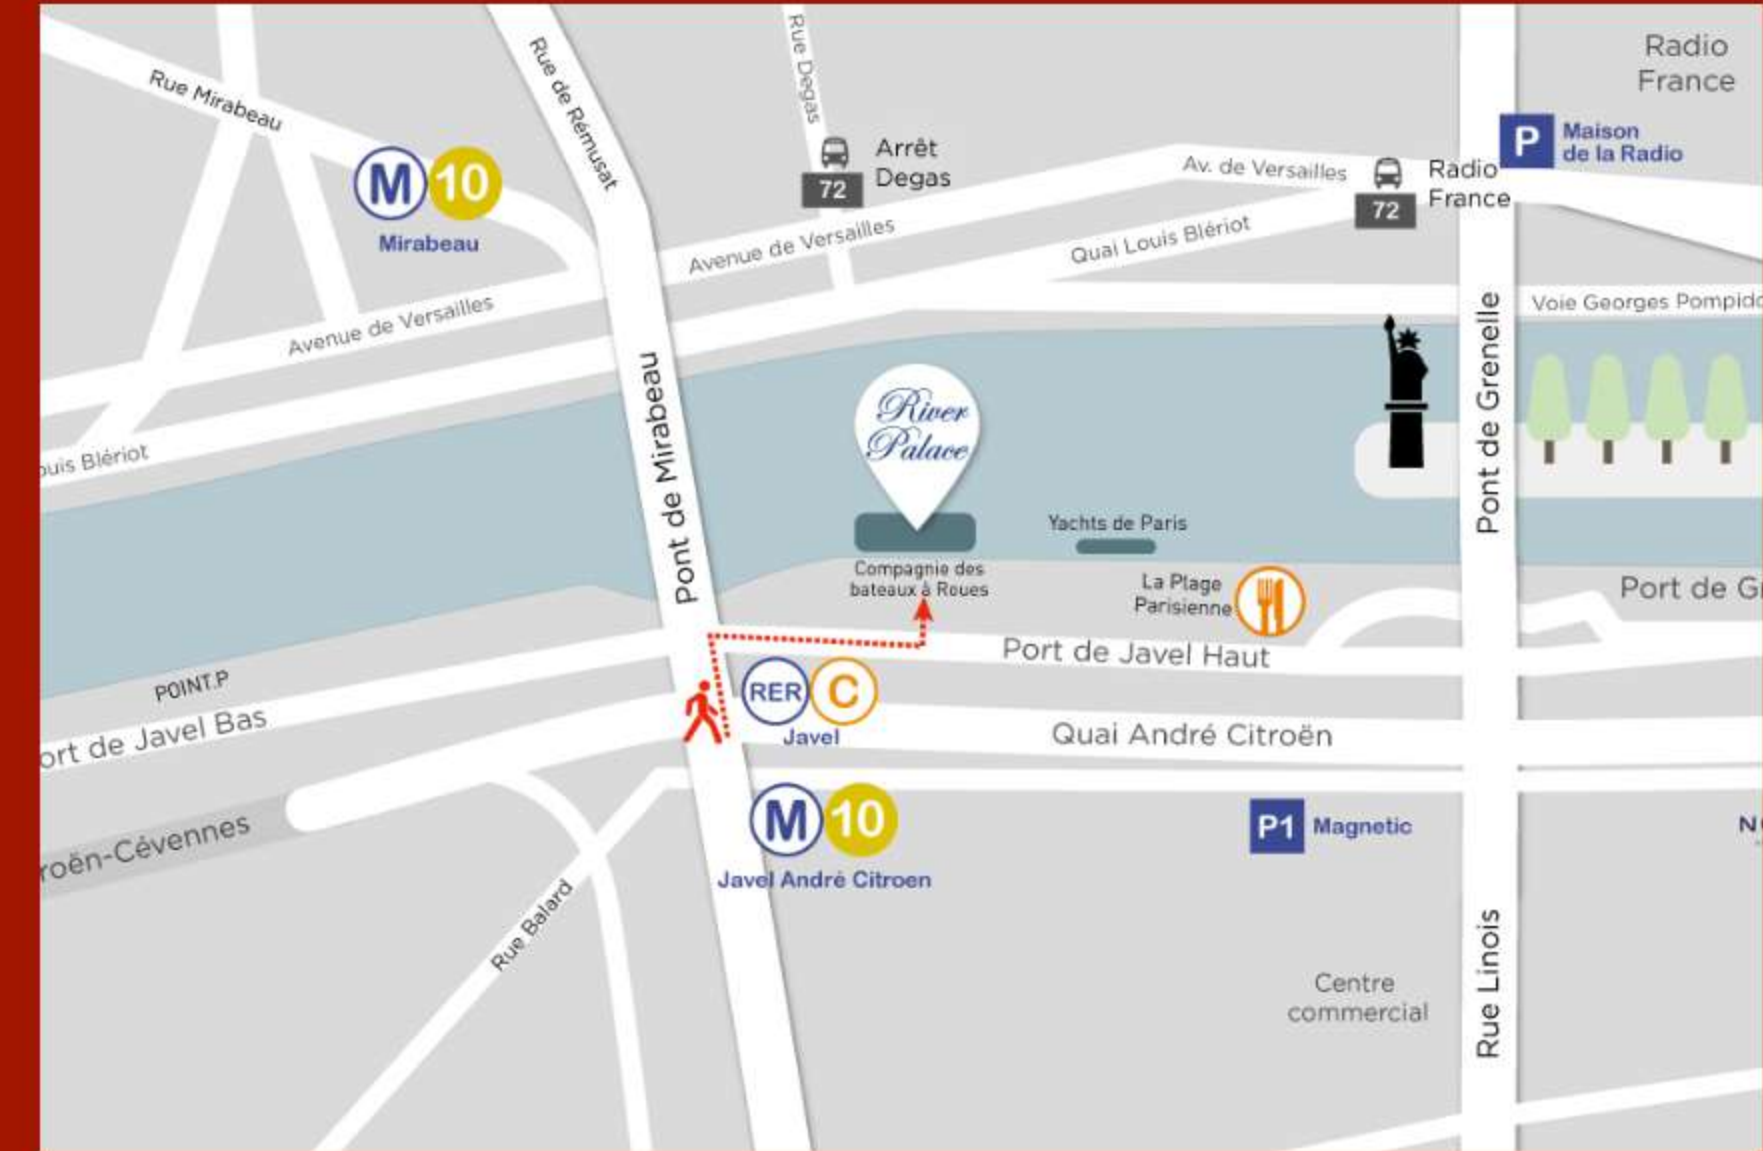 Radio
France
Rue Mirabeau
Rue de Rémusat
Rue Degas
P
Maison
de la Radio
M 10
Mirabeau
Arrêt
Degas
72
Av. de Versailles
Radio
France
72
Avenue de Versailles
Quai Louis Blériot
Avenue de Versailles
Voie Georges Pompido
ouis Blériot
Pont de Mirabeau
River
Palace
Pont de Grenelle
Yachts de Paris
Compagnie des
bateaux à Roues
La Plage
Parisienne
Port de G
Port de Javel Haut
POINT.P
ort de Javel Bas
RER C
Javel
Quai André Citroën
roën-Cévennes
M 10
Javel André Citroen
P1 Magnetic
N
Rue Balard
Centre
commercial
Rue Linois